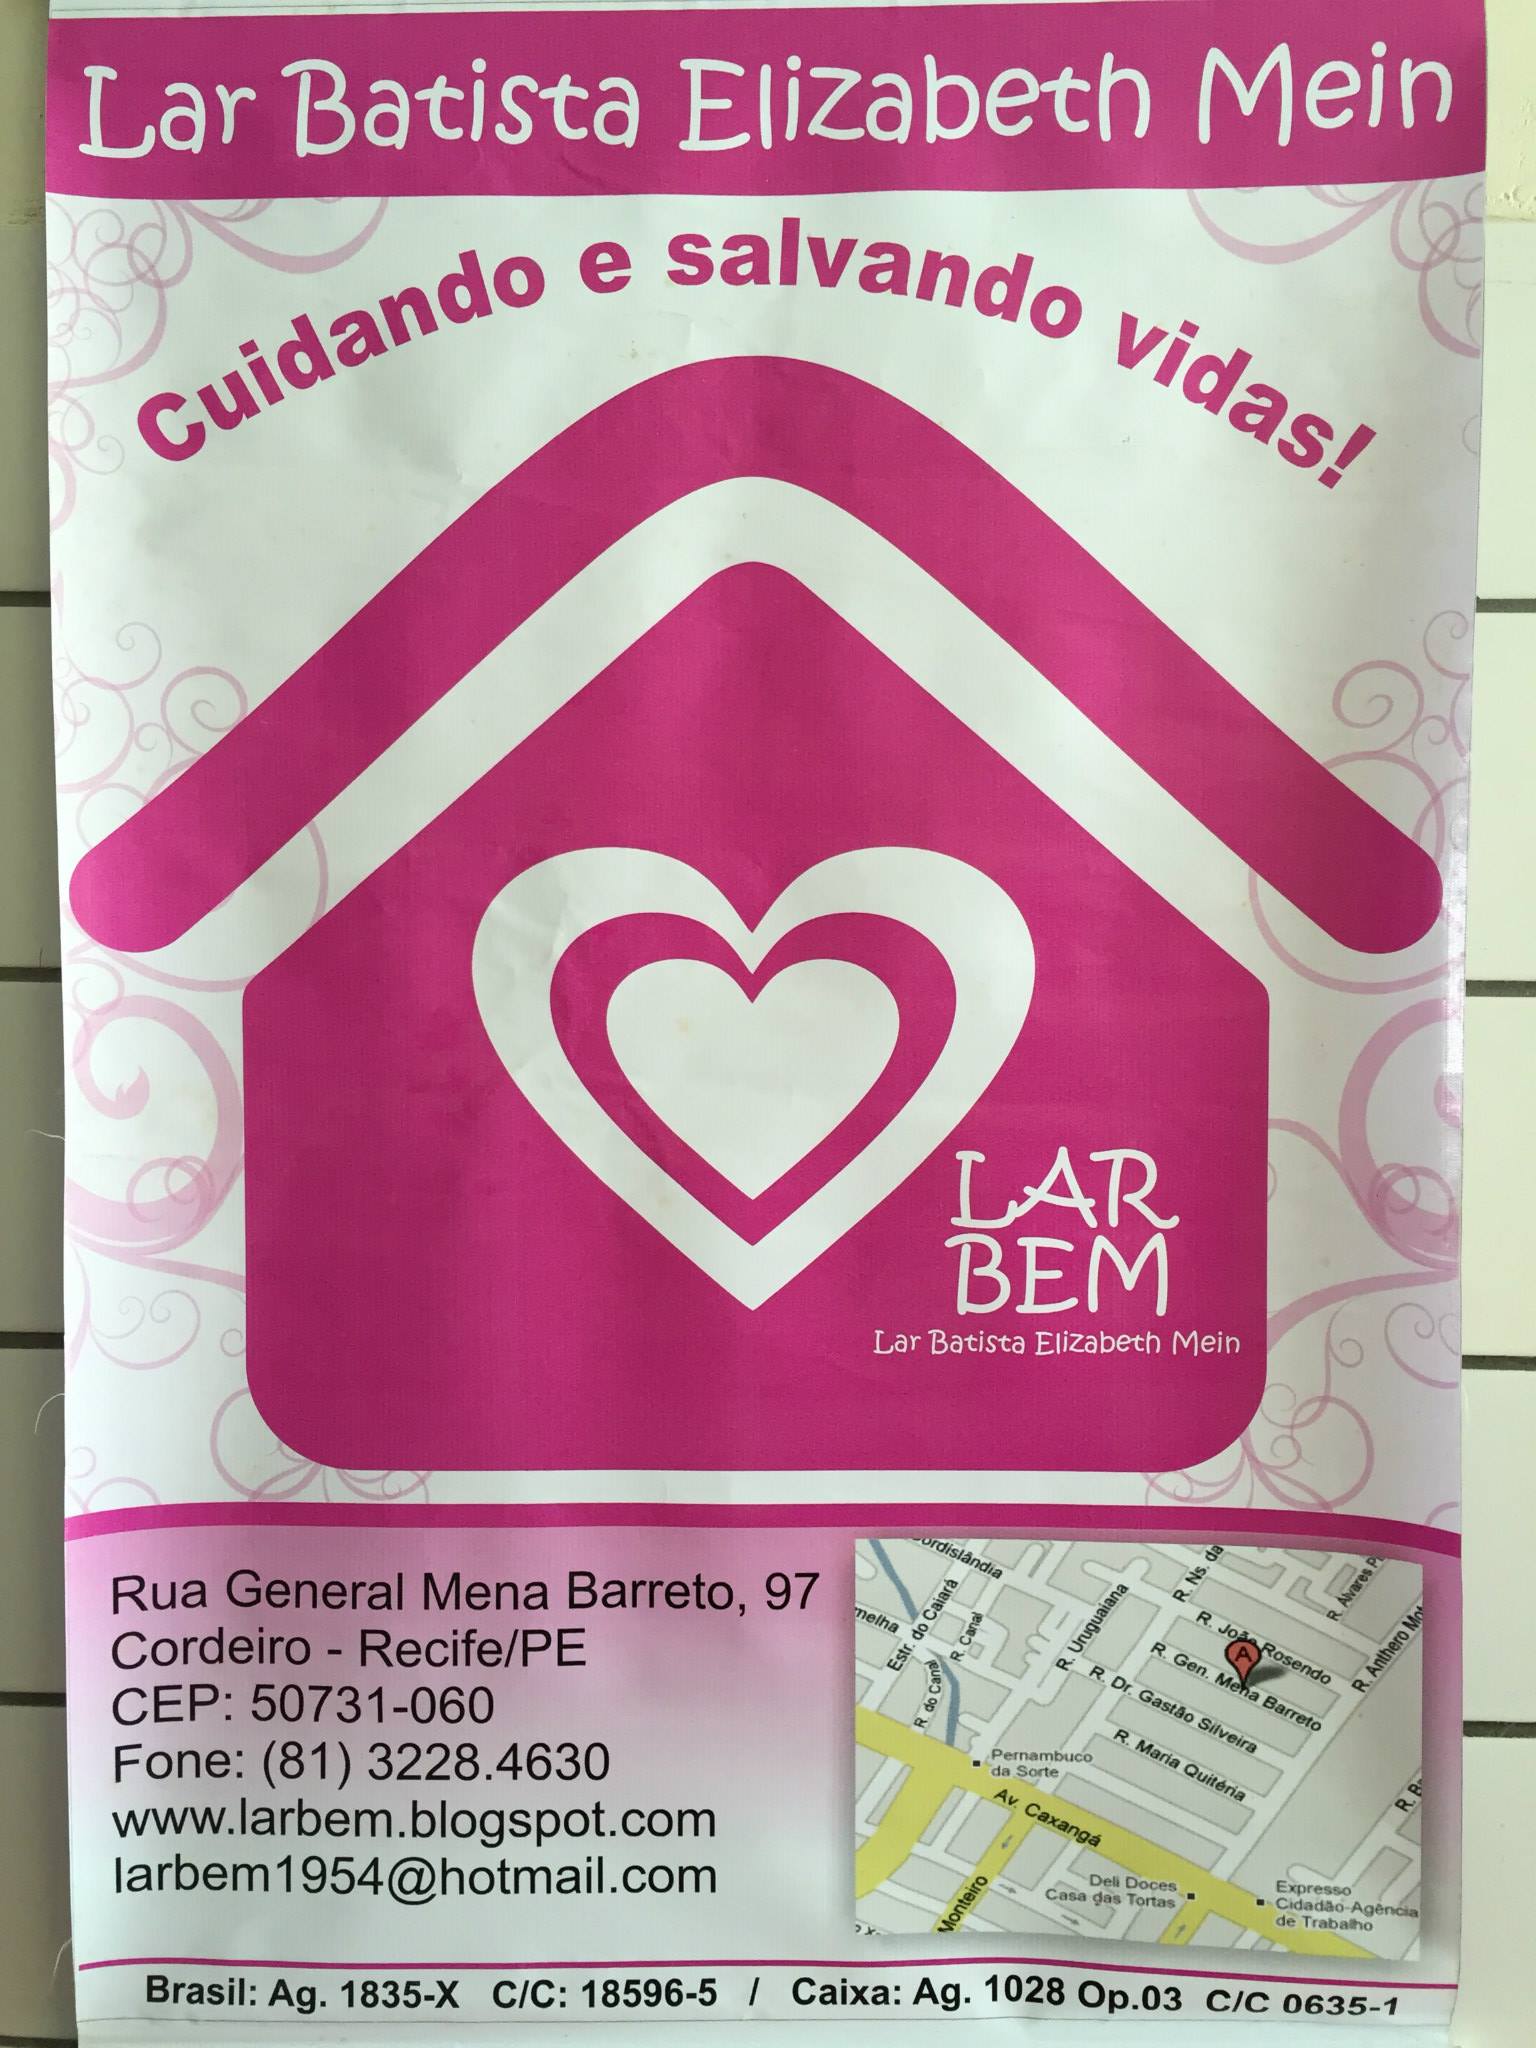 Lar Batista Elizabeth Mein
Cuidando e salvando vidas!
LAR
BEM
Lar Batista Elizabeth Mein
Rua General Mena Barreto, 97
Cordeiro - Recife/PE
CEP: 50731-060
Fone: (81) 3228.4630
www.larbem.blogspot.com
larbem1954@hotmail.com
Estr. do Caiará
R. Canal
R. do Canal
R. Uruguaiana
R. Ns. da
R. João Rosendo
A
R. Gen. Mena Barreto
R. Dr. Gastão Silveira
R. Maria Quitéria
Pernambuco
da Sorte
Av. Caxangá
Monteiro
Deli Doces
Casa das Tortas
Expresso
Cidadão-Agência
de Trabalho
Brasil: Ag. 1835-X C/C: 18596-5 / Caixa: Ag. 1028 Op.03 C/C 0635-1